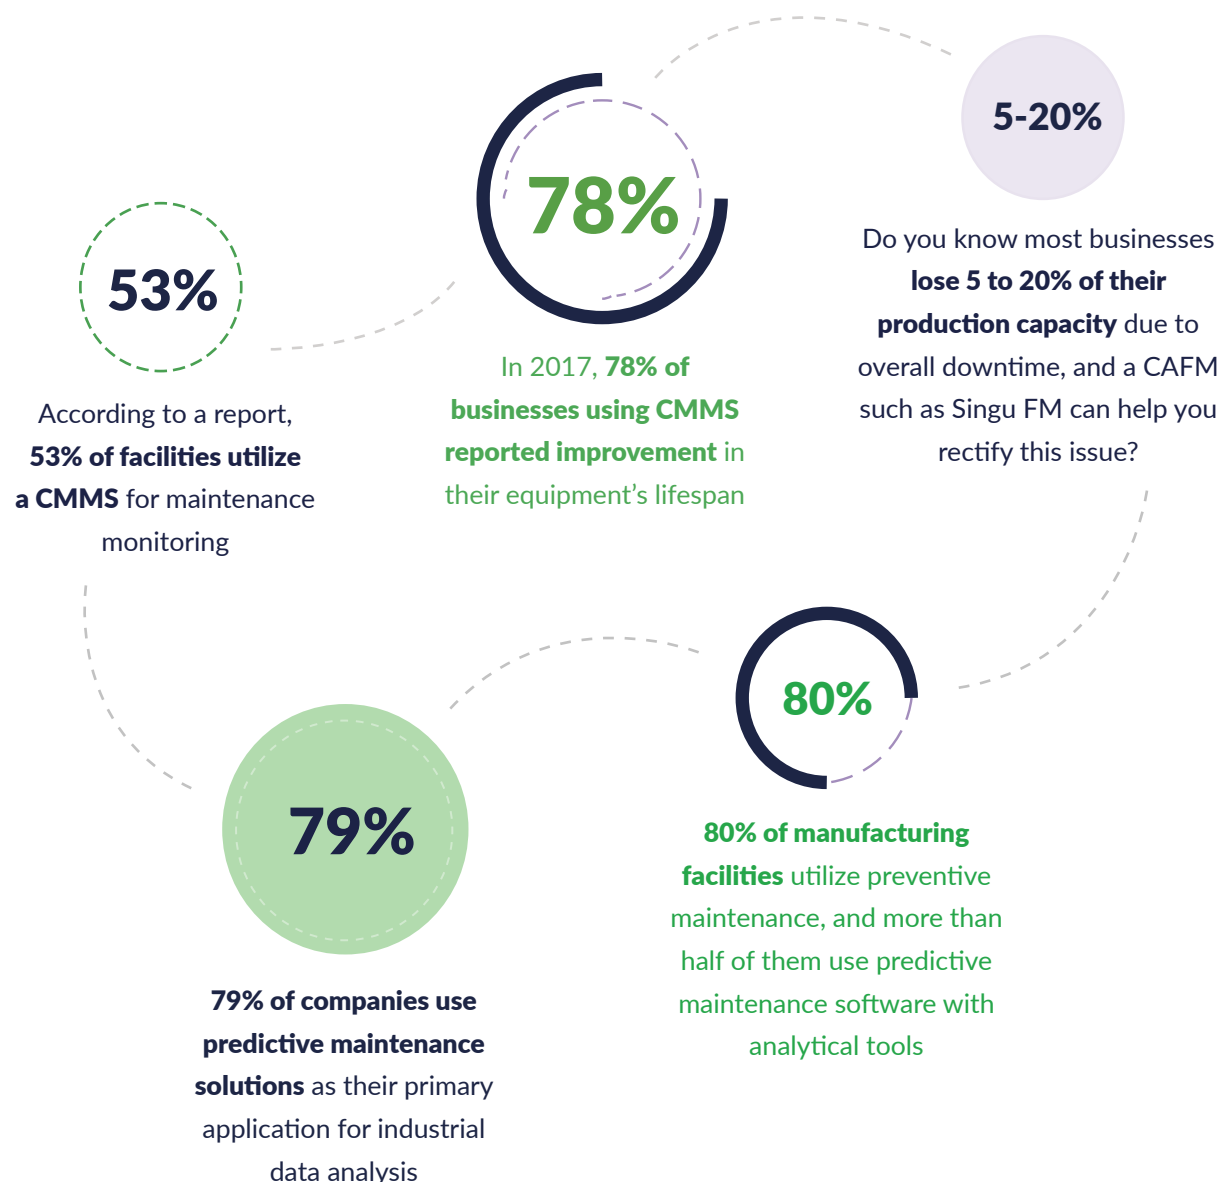 53%
According to a report,
53% of facilities utilize
a CMMS for maintenance
monitoring
78%
In 2017, 78% of
businesses using CMMS
reported improvement in
their equipment’s lifespan
5-20%
Do you know most businesses
lose 5 to 20% of their
production capacity due to
overall downtime, and a CAFM
such as Singu FM can help you
rectify this issue?
79%
79% of companies use
predictive maintenance
solutions as their primary
application for industrial
data analysis
80%
80% of manufacturing
facilities utilize preventive
maintenance, and more than
half of them use predictive
maintenance software with
analytical tools